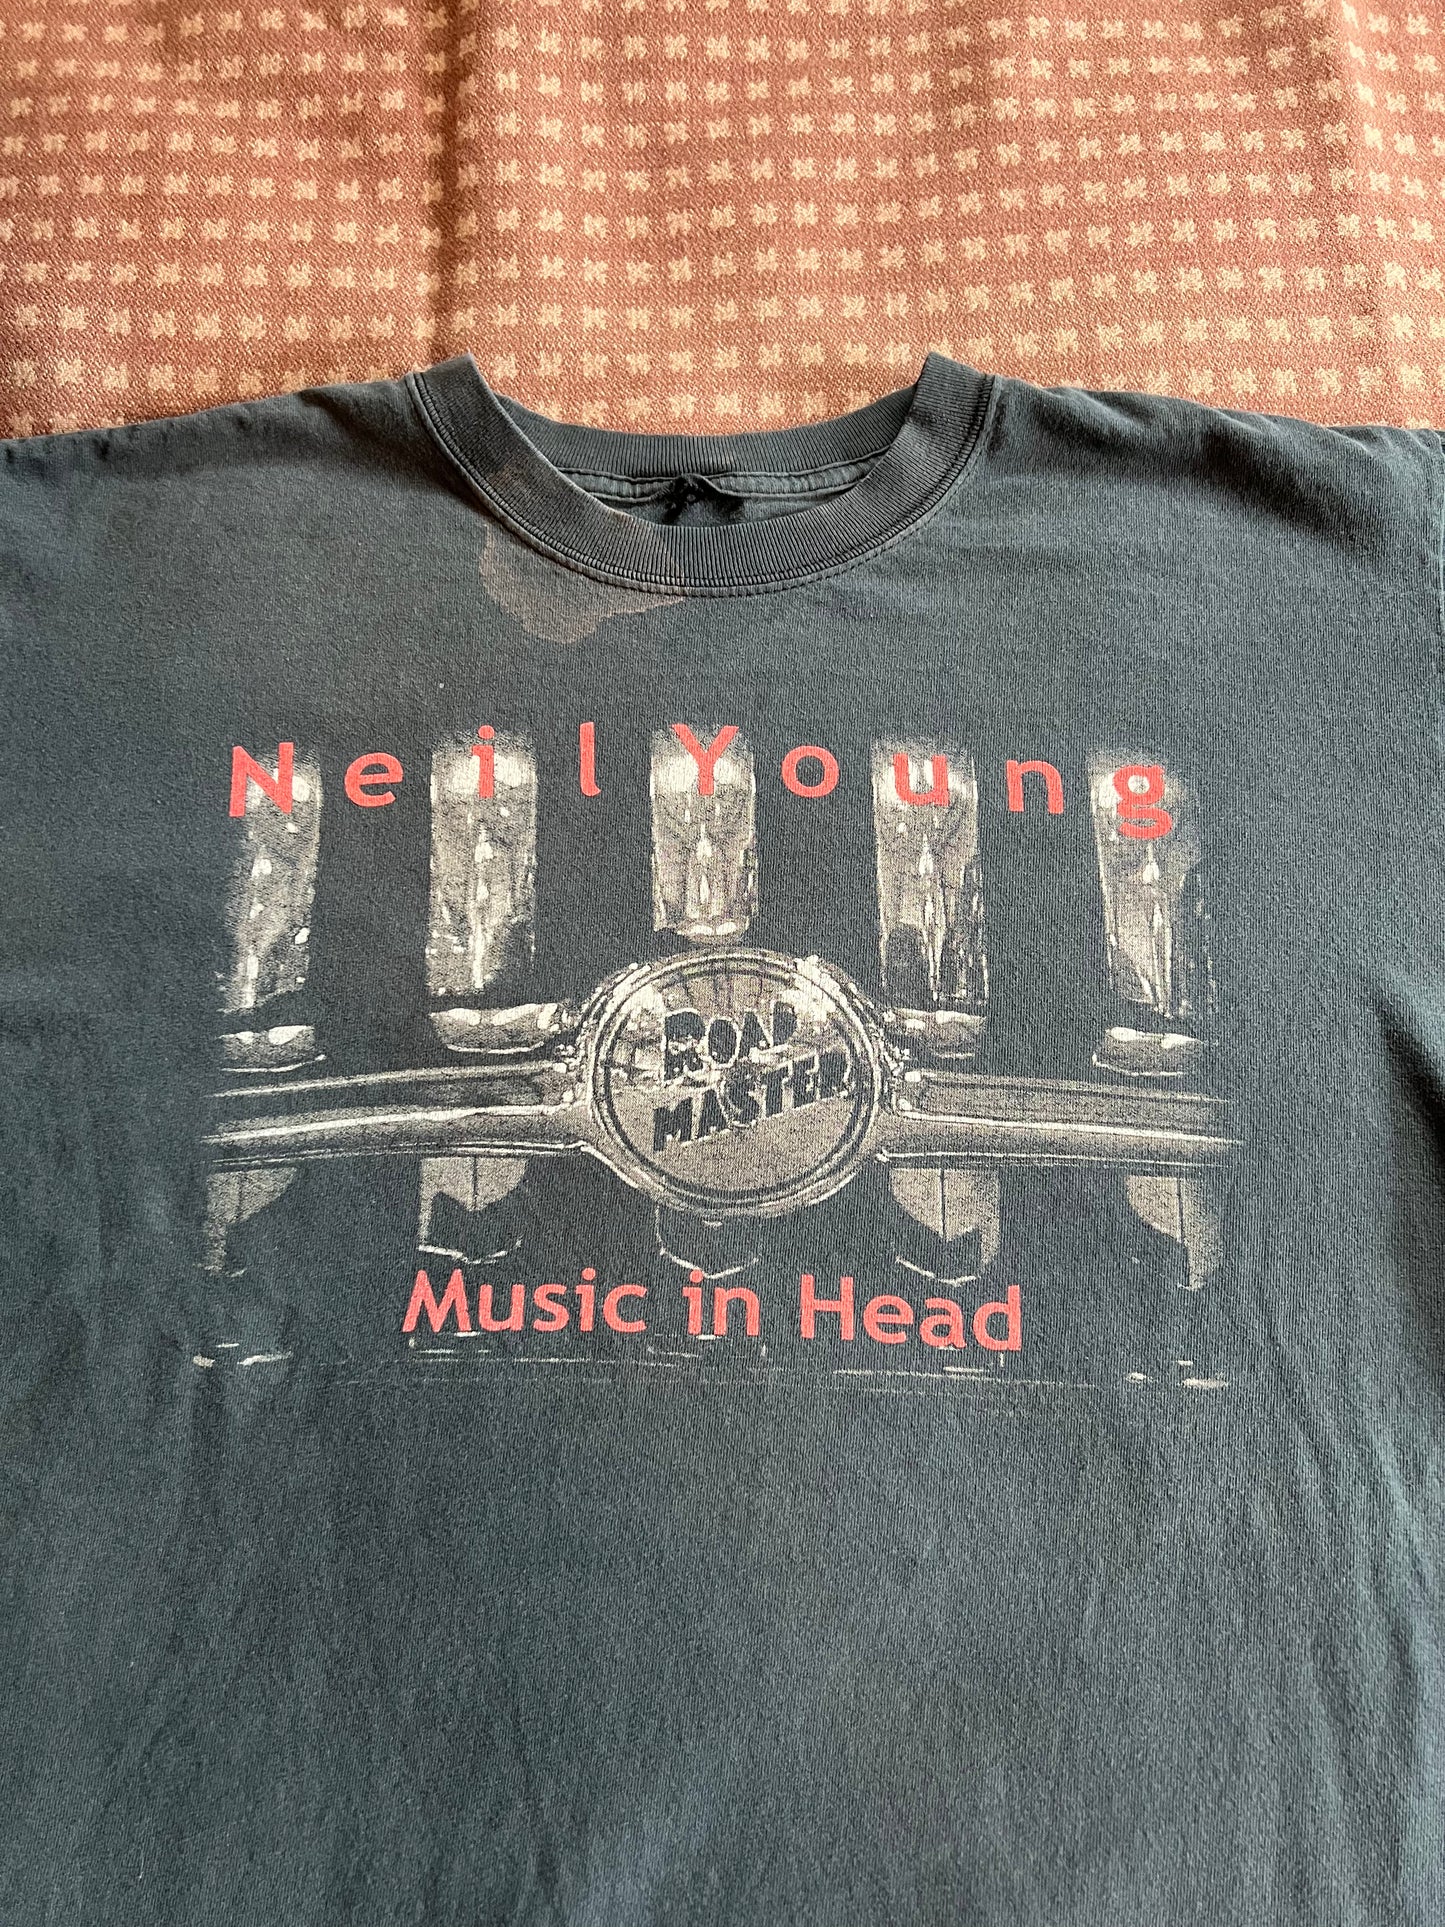 Neil Young
ROAD
MASTER
Music in Head